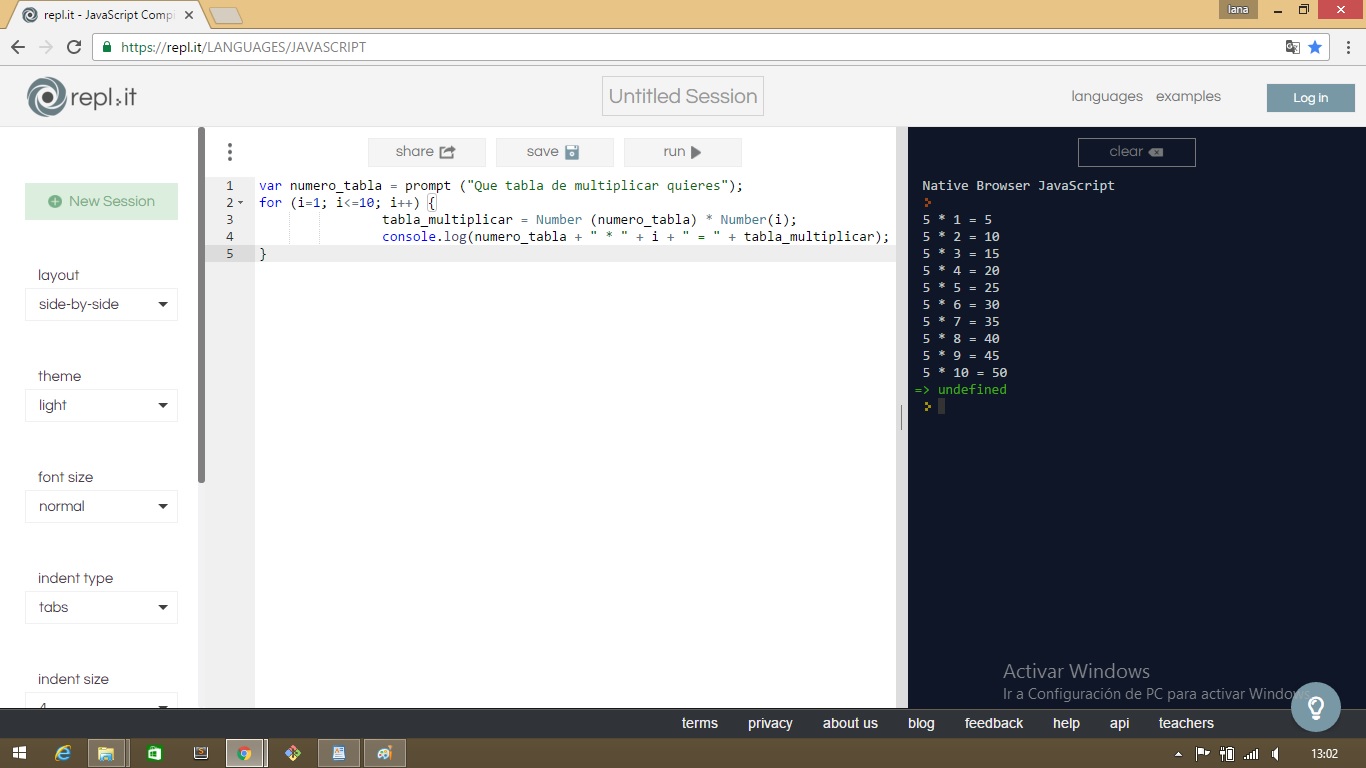 repl.it - JavaScript Comp
lana
https://repl.it/LANGUAGES/JAVASCRIPT
repl.it
Untitled Session
languages examples
Log in
New Session
layout
side-by-side
theme
light
font size
normal
indent type
tabs
indent size
4
share
save
run
1 var numero_tabla = prompt ("Que tabla de multiplicar quieres");
2 for (i=1; i<=10; i++) {
3 tabla_multiplicar = Number (numero_tabla) * Number(i);
4 console.log(numero_tabla + " * " + i + " = " + tabla_multiplicar);
5 }
clear
Native Browser JavaScript
5 * 1 = 5
5 * 2 = 10
5 * 3 = 15
5 * 4 = 20
5 * 5 = 25
5 * 6 = 30
5 * 7 = 35
5 * 8 = 40
5 * 9 = 45
5 * 10 = 50
=> undefined
Activar Windows
Ir a Configuración de PC para activar Windows
terms privacy about us blog feedback help api teachers
13:02